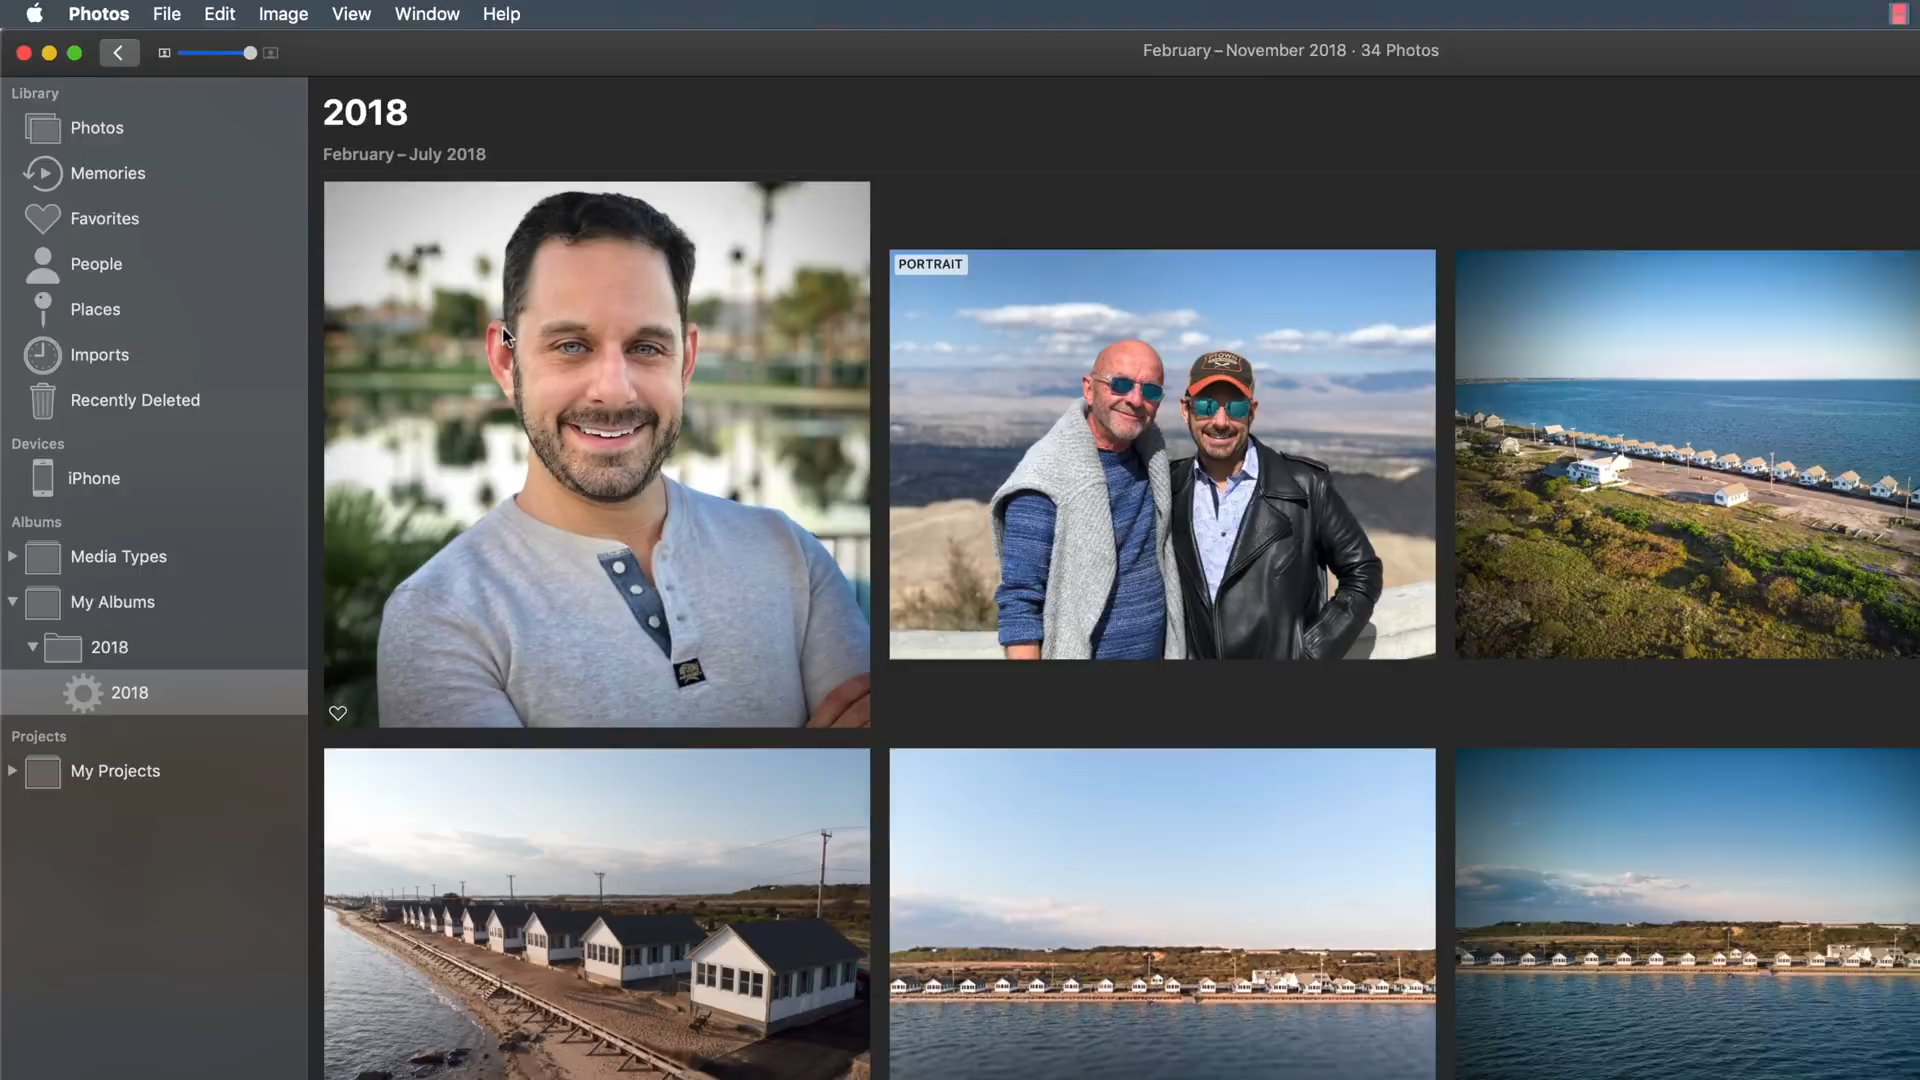 Photos File Edit Image View Window Help
February – November 2018 · 34 Photos
Library
Photos
Memories
Favorites
People
Places
Imports
Recently Deleted
Devices
iPhone
Albums
Media Types
My Albums
2018
2018
Projects
My Projects
2018
February – July 2018
PORTRAIT
PTOWN